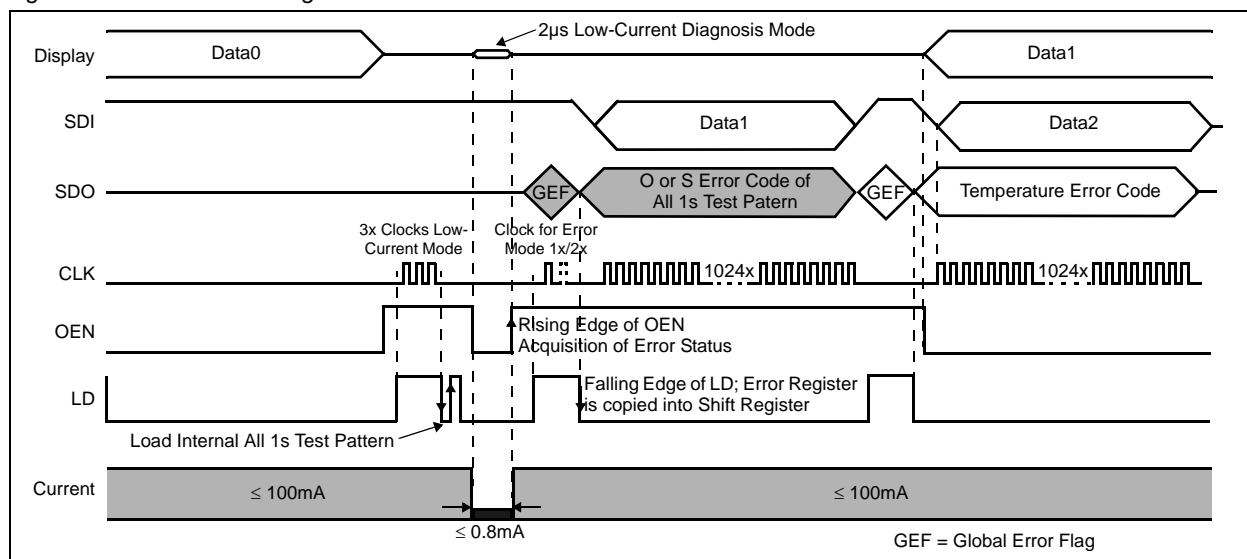 2µs Low-Current Diagnosis Mode
Display
Data0
Data1
SDI
Data1
Data2
SDO
GEF
O or S Error Code of
All 1s Test Patern
GEF
Temperature Error Code
3x Clocks Low-
Current Mode
Clock for Error
Mode 1x/2x
CLK
1024x
1024x
OEN
Rising Edge of OEN
Acquisition of Error Status
LD
Falling Edge of LD; Error Register
is copied into Shift Register
Load Internal All 1s Test Pattern
Current
≤ 100mA
≤ 100mA
≤ 0.8mA
GEF = Global Error Flag